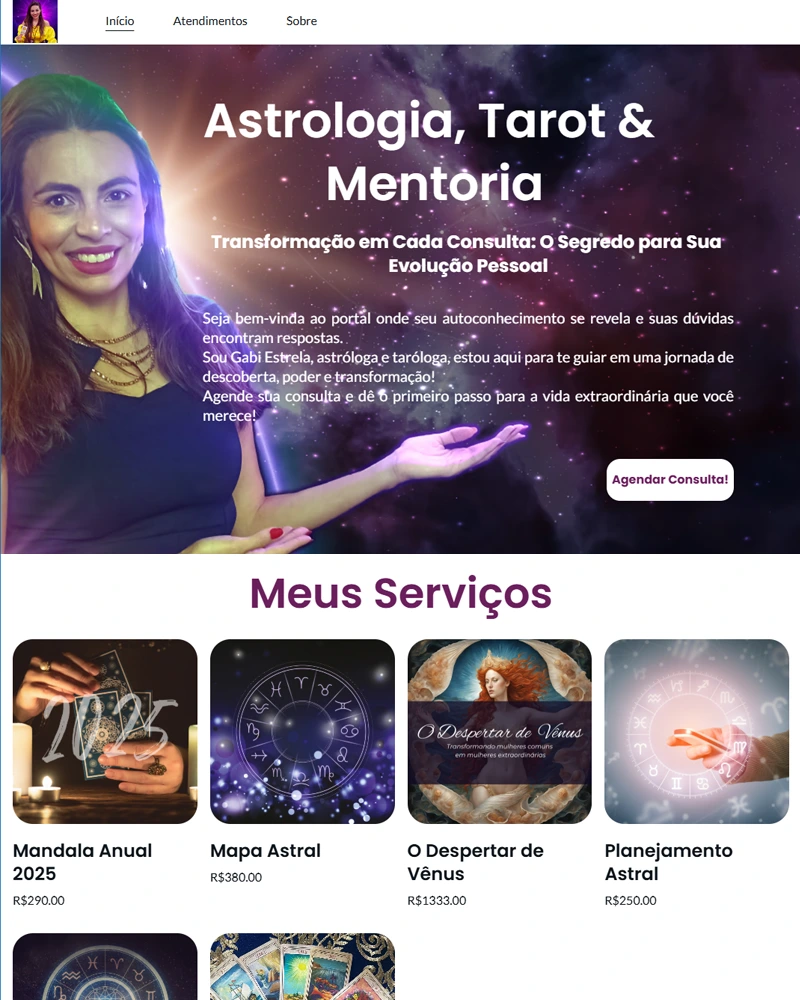 Início
Atendimentos
Sobre
Astrologia, Tarot &
Mentoria
Transformação em Cada Consulta: O Segredo para Sua
Evolução Pessoal
Seja bem-vinda ao portal onde seu autoconhecimento se revela e suas dúvidas
encontram respostas.
Sou Gabi Estrela, astróloga e taróloga, estou aqui para te guiar em uma jornada de
descoberta, poder e transformação!
Agende sua consulta e dê o primeiro passo para a vida extraordinária que você
merece!
Agendar Consulta!
Meus Serviços
2025
O Despertar de Vênus
Transformando mulheres comuns
em mulheres extraordinárias
Mandala Anual
2025
R$290.00
Mapa Astral
R$380.00
O Despertar de
Vênus
R$1333.00
Planejamento
Astral
R$250.00